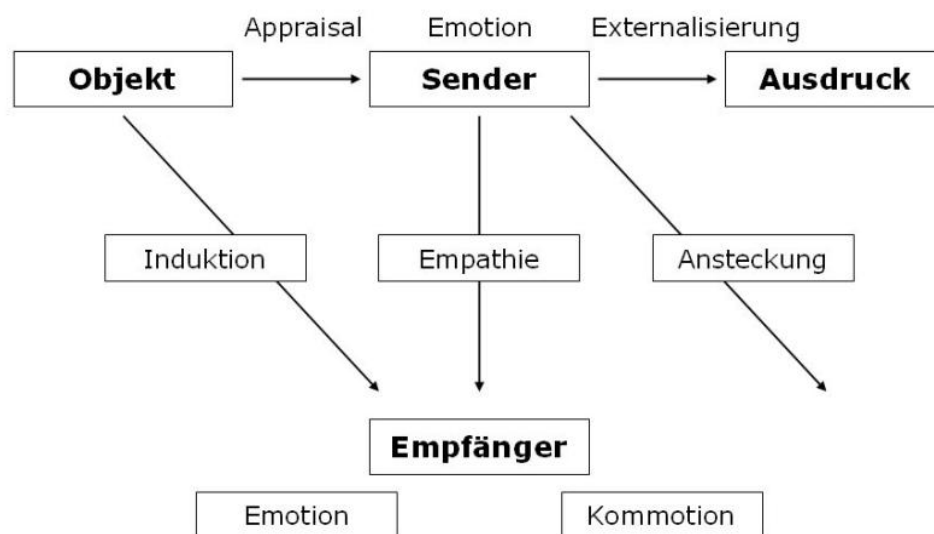 Appraisal Emotion Externalisierung
Objekt Sender Ausdruck
Induktion Empathie Ansteckung
Empfänger
Emotion Kommotion